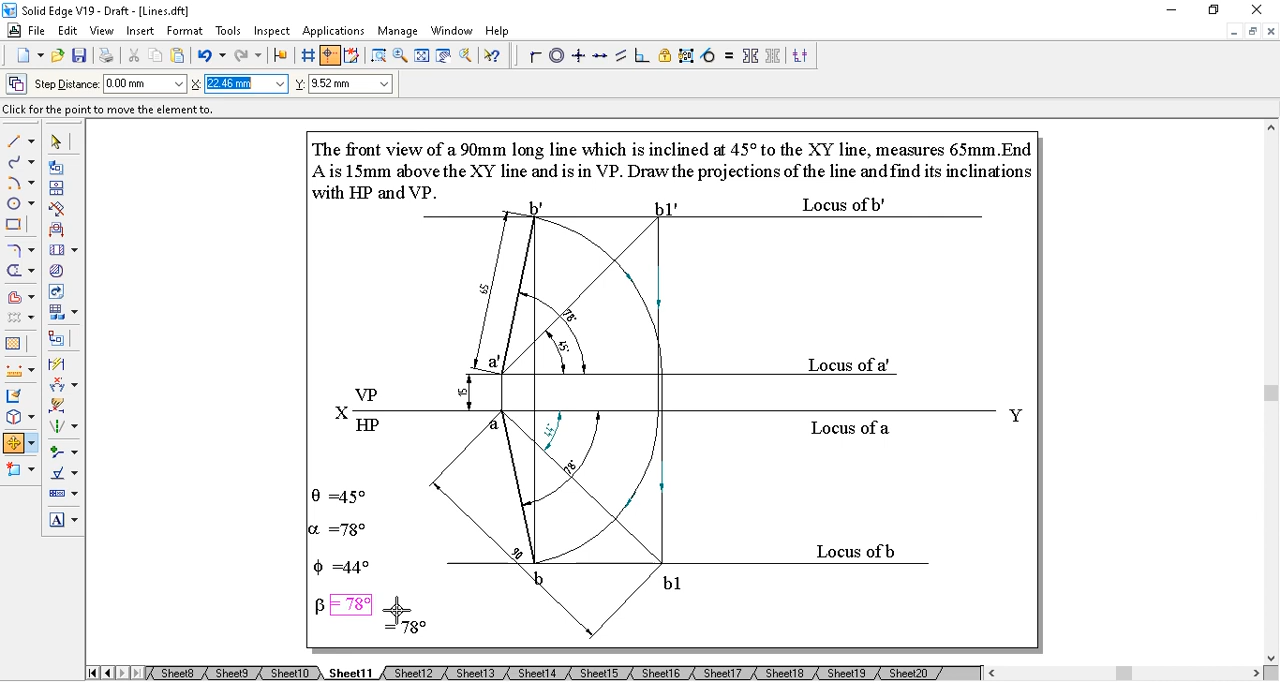 Solid Edge V19 - Draft - [Lines.dft]
File Edit View Insert Format Tools Inspect Applications Manage Window Help
Step Distance: 0.00 mm X: 22.46 mm Y: 9.52 mm
Click for the point to move the element to.
The front view of a 90mm long line which is inclined at 45° to the XY line, measures 65mm.End
A is 15mm above the XY line and is in VP. Draw the projections of the line and find its inclinations
with HP and VP.
b' b1' Locus of b'
65
78°
45°
a' Locus of a'
15
VP
X Y
HP
a Locus of a
44°
78°
θ =45°
α =78°
90
Locus of b
ϕ =44°
b b1
β = 78°
= 78°
A
Sheet8 Sheet9 Sheet10 Sheet11 Sheet12 Sheet13 Sheet14 Sheet15 Sheet16 Sheet17 Sheet18 Sheet19 Sheet20